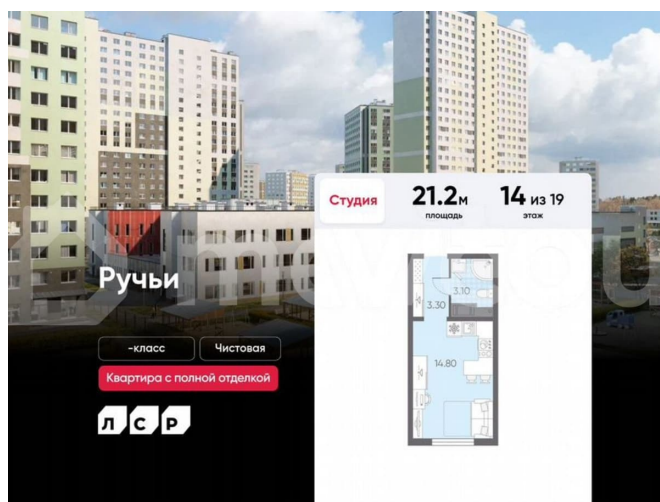 Студия
21.2м
площадь
14 из 19
этаж
Ручьи
3.10
3.30
14.80
-класс
Чистовая
Квартира с полной отделкой
ЛСР